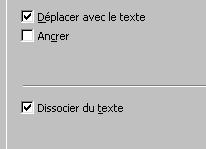 Déplacer avec le texte
Ancrer
Dissocier du texte